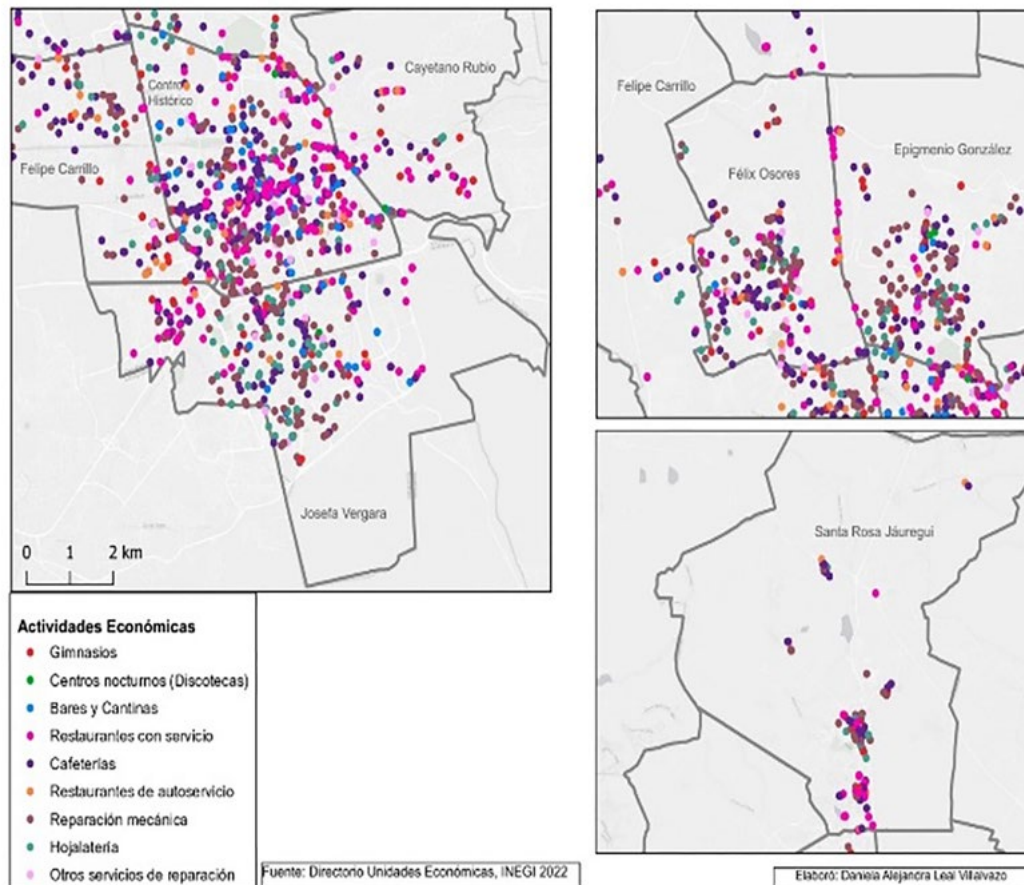 Cayetano Rubio
Centro
Histórico
Felipe Carrillo
Josefa Vergara
0 1 2 km
Felipe Carrillo
Félix Osores
Epigmenio González
Santa Rosa Jáuregui
Actividades Económicas
Gimnasios
Centros nocturnos (Discotecas)
Bares y Cantinas
Restaurantes con servicio
Cafeterías
Restaurantes de autoservicio
Reparación mecánica
Hojalatería
Otros servicios de reparación
Fuente: Directorio Unidades Económicas, INEGI 2022
Elaboró: Daniela Alejandra Leal Villalvazo